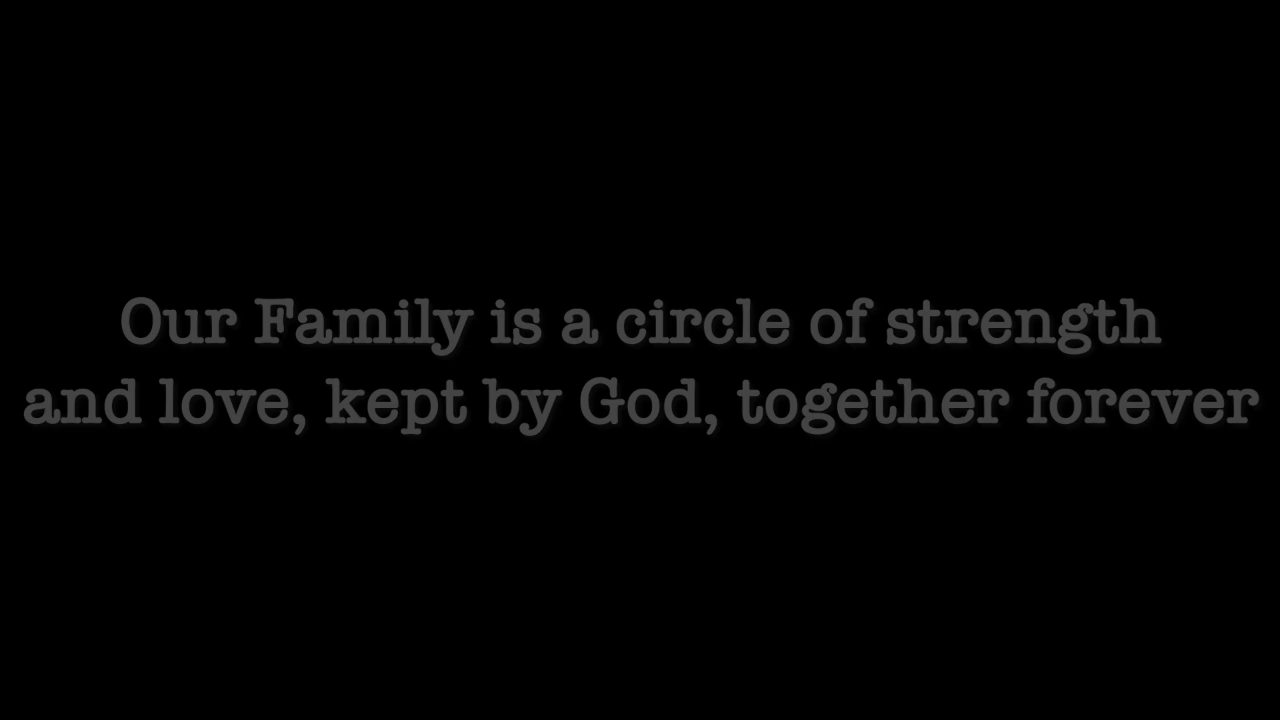 Our Family is a circle of strength
and love, kept by God, together forever